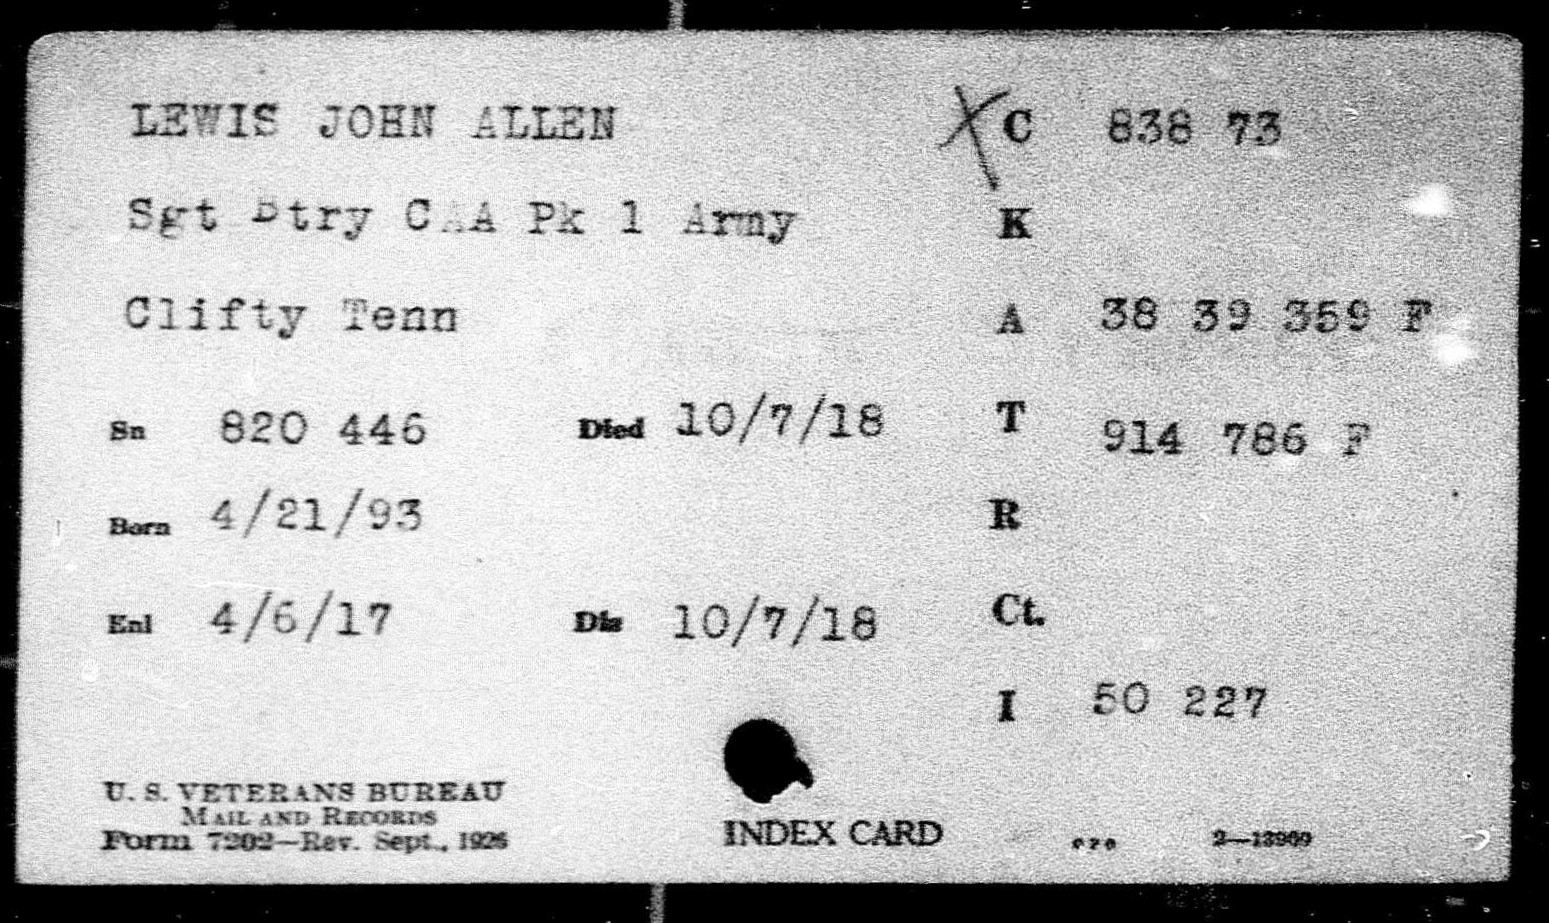 LEWIS JOHN ALLEN
C 838 73
Sgt Btry CAA Pk 1 Army
K
Clifty Tenn
A 38 39 359 F
Sn 820 446 Died 10/7/18
T 914 786 F
Born 4/21/93
R
Enl 4/6/17 Dis 10/7/18
Ct.
I 50 227
U. S. VETERANS BUREAU
MAIL AND RECORDS
Form 7202—Rev. Sept., 1926
INDEX CARD
GPO